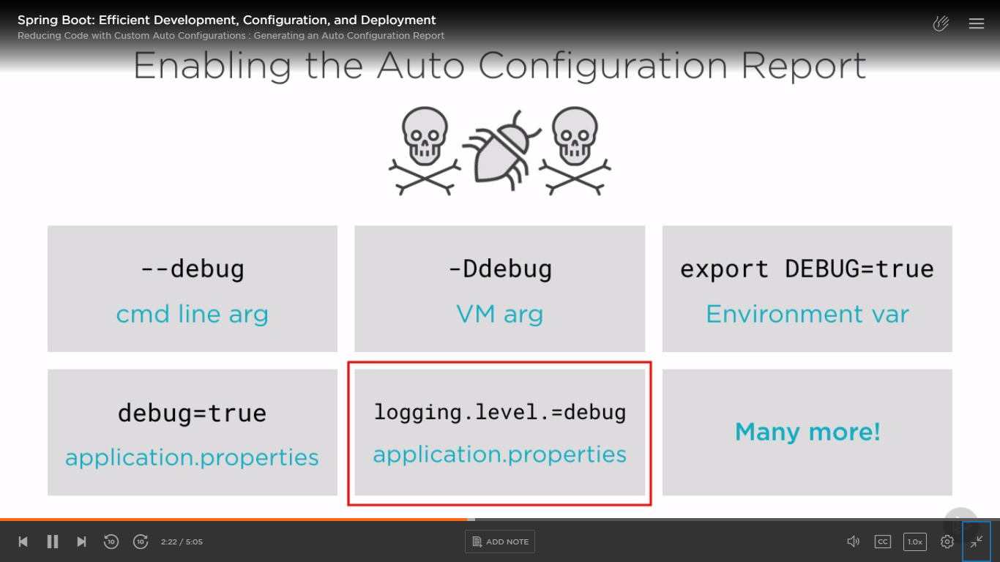 Spring Boot: Efficient Development, Configuration, and Deployment
Reducing Code with Custom Auto Configurations : Generating an Auto Configuration Report
Enabling the Auto Configuration Report
--debug
cmd line arg
-Ddebug
VM arg
export DEBUG=true
Environment var
debug=true
application.properties
logging.level.=debug
application.properties
Many more!
10
10
2:22 / 5:05
ADD NOTE
CC
1.0x